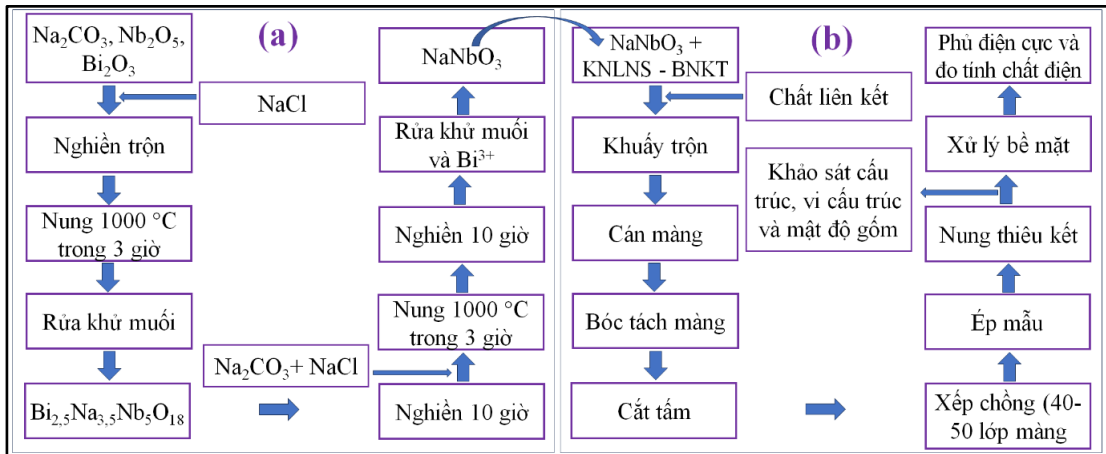 (a)
Na₂CO₃, Nb₂O₅,
Bi₂O₃
NaCl
Nghiền trộn
Nung 1000 °C
trong 3 giờ
Rửa khử muối
Bi₂,₅Na₃,₅Nb₅O₁₈
Na₂CO₃+ NaCl
Nghiền 10 giờ
Nung 1000 °C
trong 3 giờ
Nghiền 10 giờ
Rửa khử muối
và Bi³⁺
NaNbO₃
(b)
NaNbO₃ +
KNLNS - BNKT
Chất liên kết
Khuấy trộn
Cán màng
Bóc tách màng
Cắt tấm
Xếp chồng (40-
50 lớp màng
Ép mẫu
Nung thiêu kết
Khảo sát cấu
trúc, vi cấu trúc
và mật độ gốm
Xử lý bề mặt
Phủ điện cực và
đo tính chất điện